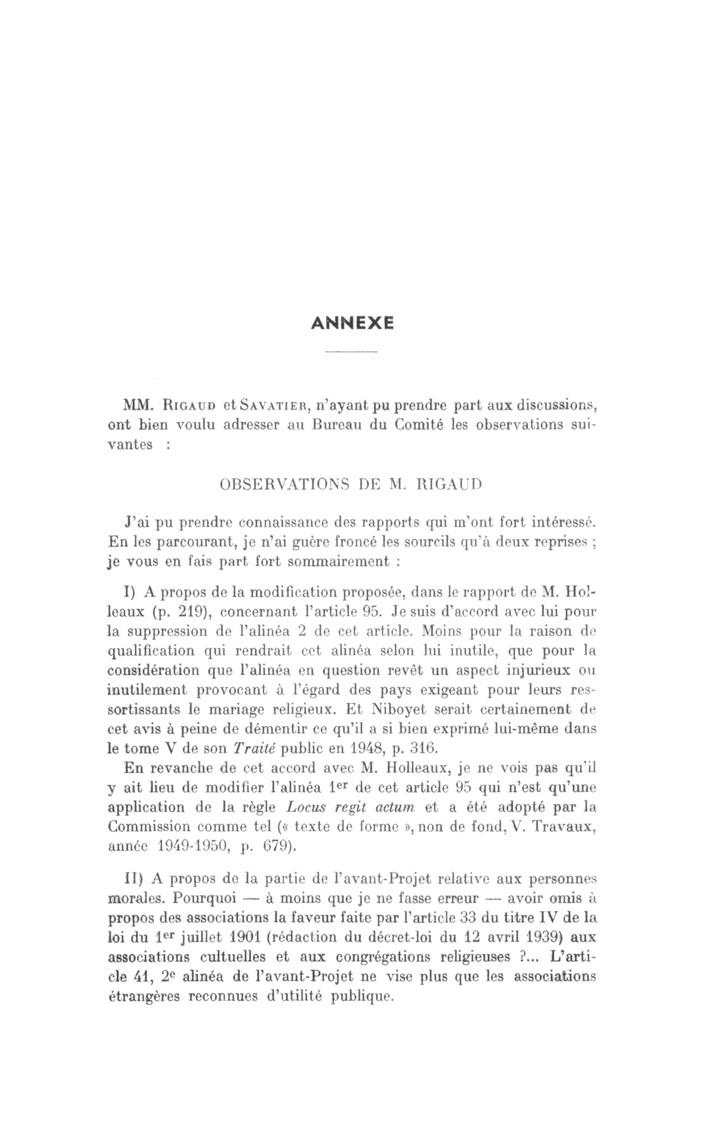 ANNEXE
MM. RIGAUD et SAVATIER, n'ayant pu prendre part aux discussions,
ont bien voulu adresser au Bureau du Comité les observations sui-
vantes :
OBSERVATIONS DE M. RIGAUD
J'ai pu prendre connaissance des rapports qui m'ont fort intéressé.
En les parcourant, je n'ai guère froncé les sourcils qu'à deux reprises ;
je vous en fais part fort sommairement :
I) A propos de la modification proposée, dans le rapport de M. Hol-
leaux (p. 219), concernant l'article 95. Je suis d'accord avec lui pour
la suppression de l'alinéa 2 de cet article. Moins pour la raison de
qualification qui rendrait cet alinéa selon lui inutile, que pour la
considération que l'alinéa en question revêt un aspect injurieux ou
inutilement provocant à l'égard des pays exigeant pour leurs res-
sortissants le mariage religieux. Et Niboyet serait certainement de
cet avis à peine de démentir ce qu'il a si bien exprimé lui-même dans
le tome V de son Traité public en 1948, p. 316.
En revanche de cet accord avec M. Holleaux, je ne vois pas qu'il
y ait lieu de modifier l'alinéa 1er de cet article 95 qui n'est qu'une
application de la règle Locus regit actum et a été adopté par la
Commission comme tel (« texte de forme », non de fond, V. Travaux,
année 1949-1950, p. 679).
II) A propos de la partie de l'avant-Projet relative aux personnes
morales. Pourquoi — à moins que je ne fasse erreur — avoir omis à
propos des associations la faveur faite par l'article 33 du titre IV de la
loi du 1er juillet 1901 (rédaction du décret-loi du 12 avril 1939) aux
associations cultuelles et aux congrégations religieuses ?... L'arti-
cle 41, 2e alinéa de l'avant-Projet ne vise plus que les associations
étrangères reconnues d'utilité publique.